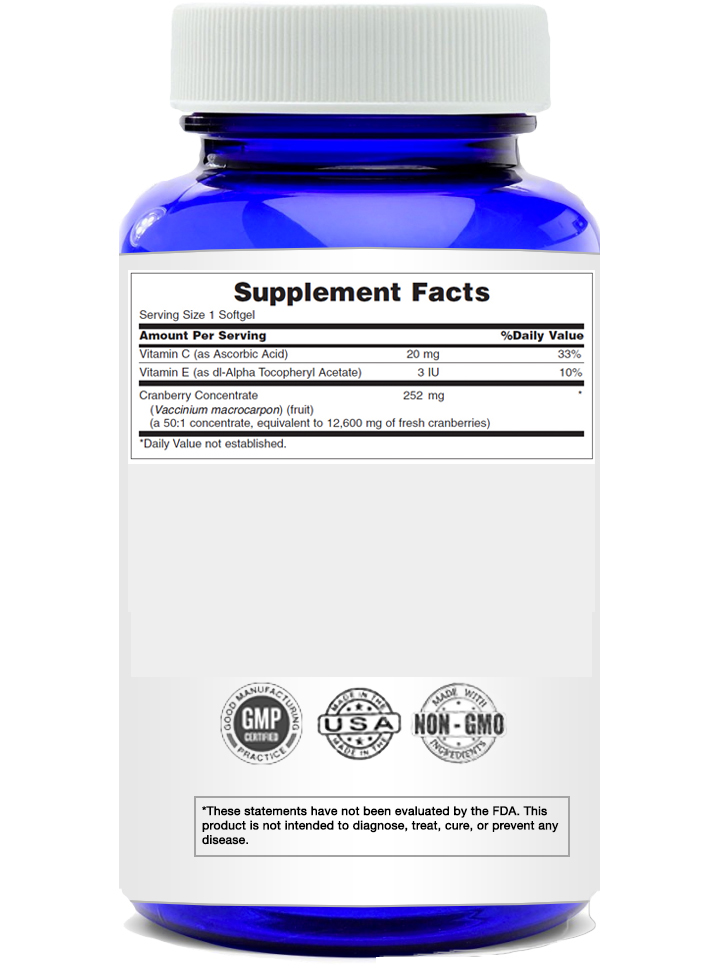 Supplement Facts
Serving Size 1 Softgel
Amount Per Serving %Daily Value
Vitamin C (as Ascorbic Acid) 20 mg 33%
Vitamin E (as dl-Alpha Tocopheryl Acetate) 3 IU 10%
Cranberry Concentrate 252 mg *
(Vaccinium macrocarpon) (fruit)
(a 50:1 concentrate, equivalent to 12,600 mg of fresh cranberries)
*Daily Value not established.
GOOD MANUFACTURING
GMP
CERTIFIED
PRACTICE
MADE IN THE
USA
MADE IN THE
MADE WITH
NON-GMO
INGREDIENTS
*These statements have not been evaluated by the FDA. This
product is not intended to diagnose, treat, cure, or prevent any
disease.